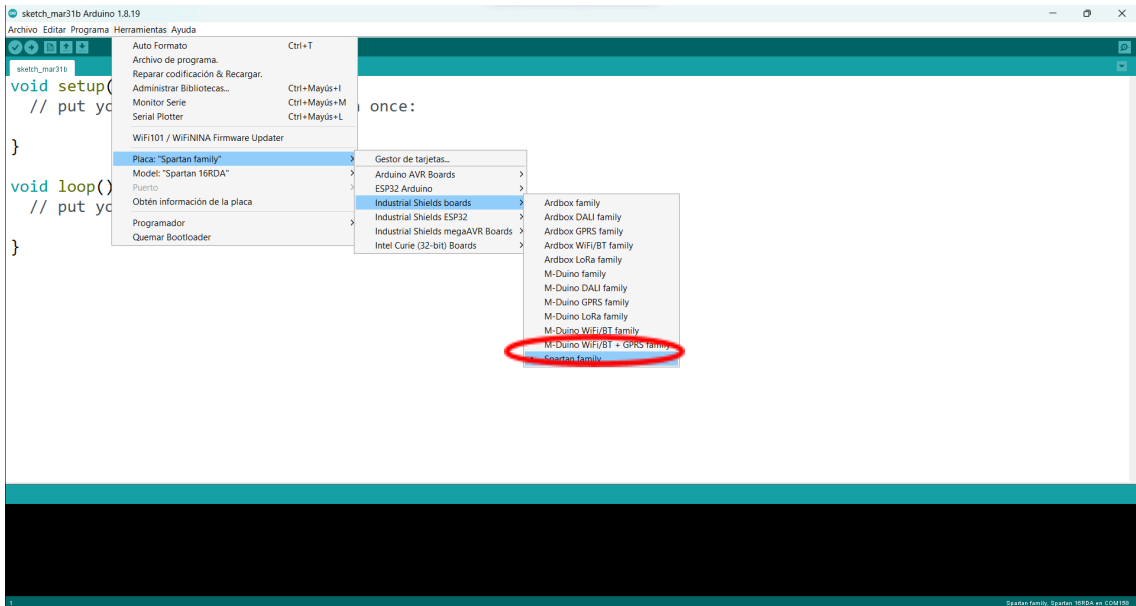 sketch_mar31b Arduino 1.8.19
Archivo Editar Programa Herramientas Ayuda
sketch_mar31b
void setup(
// put yo
once:
}
void loop()
// put yo
}
Auto Formato Ctrl+T
Archivo de programa.
Reparar codificación & Recargar.
Administrar Bibliotecas... Ctrl+Mayús+I
Monitor Serie Ctrl+Mayús+M
Serial Plotter Ctrl+Mayús+L
WiFi101 / WiFiNINA Firmware Updater
Placa: "Spartan family"
Model: "Spartan 16RDA"
Puerto
Obtén información de la placa
Programador
Quemar Bootloader
Gestor de tarjetas...
Arduino AVR Boards
ESP32 Arduino
Industrial Shields boards
Industrial Shields ESP32
Industrial Shields megaAVR Boards
Intel Curie (32-bit) Boards
Ardbox family
Ardbox DALI family
Ardbox GPRS family
Ardbox WiFi/BT family
Ardbox LoRa family
M-Duino family
M-Duino DALI family
M-Duino GPRS family
M-Duino LoRa family
M-Duino WiFi/BT family
M-Duino WiFi/BT + GPRS family
Spartan family
1
Spartan family, Spartan 16RDA en COM159